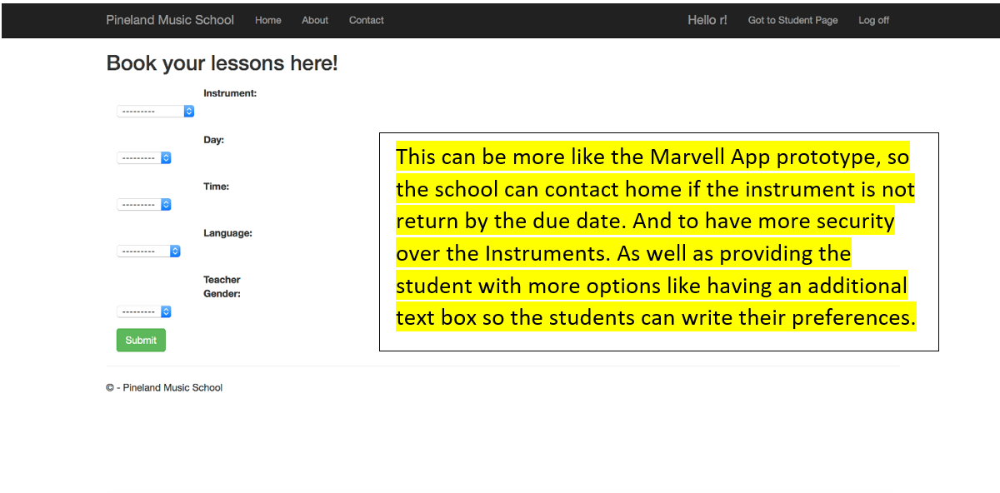 Pineland Music School Home About Contact Hello r! Got to Student Page Log off
Book your lessons here!
Instrument:
---------
Day:
---------
Time:
---------
Language:
---------
Teacher
Gender:
---------
Submit
This can be more like the Marvell App prototype, so
the school can contact home if the instrument is not
return by the due date. And to have more security
over the Instruments. As well as providing the
student with more options like having an additional
text box so the students can write their preferences.
© - Pineland Music School